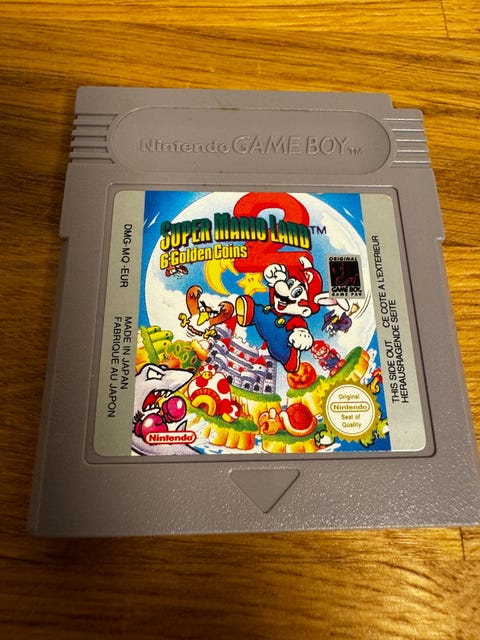 Nintendo GAME BOY TM
DMG-MQ-EUR
MADE IN JAPAN
FABRIQUE AU JAPON
2
SUPER MARIO LAND TM
6 Golden Coins
ORIGINAL
GAME BOY
GAME PAK
Nintendo
Original
Nintendo
Seal of
Quality
THIS SIDE OUT CE COTE A L'EXTERIEUR
HERAUSRAGENDE SEITE